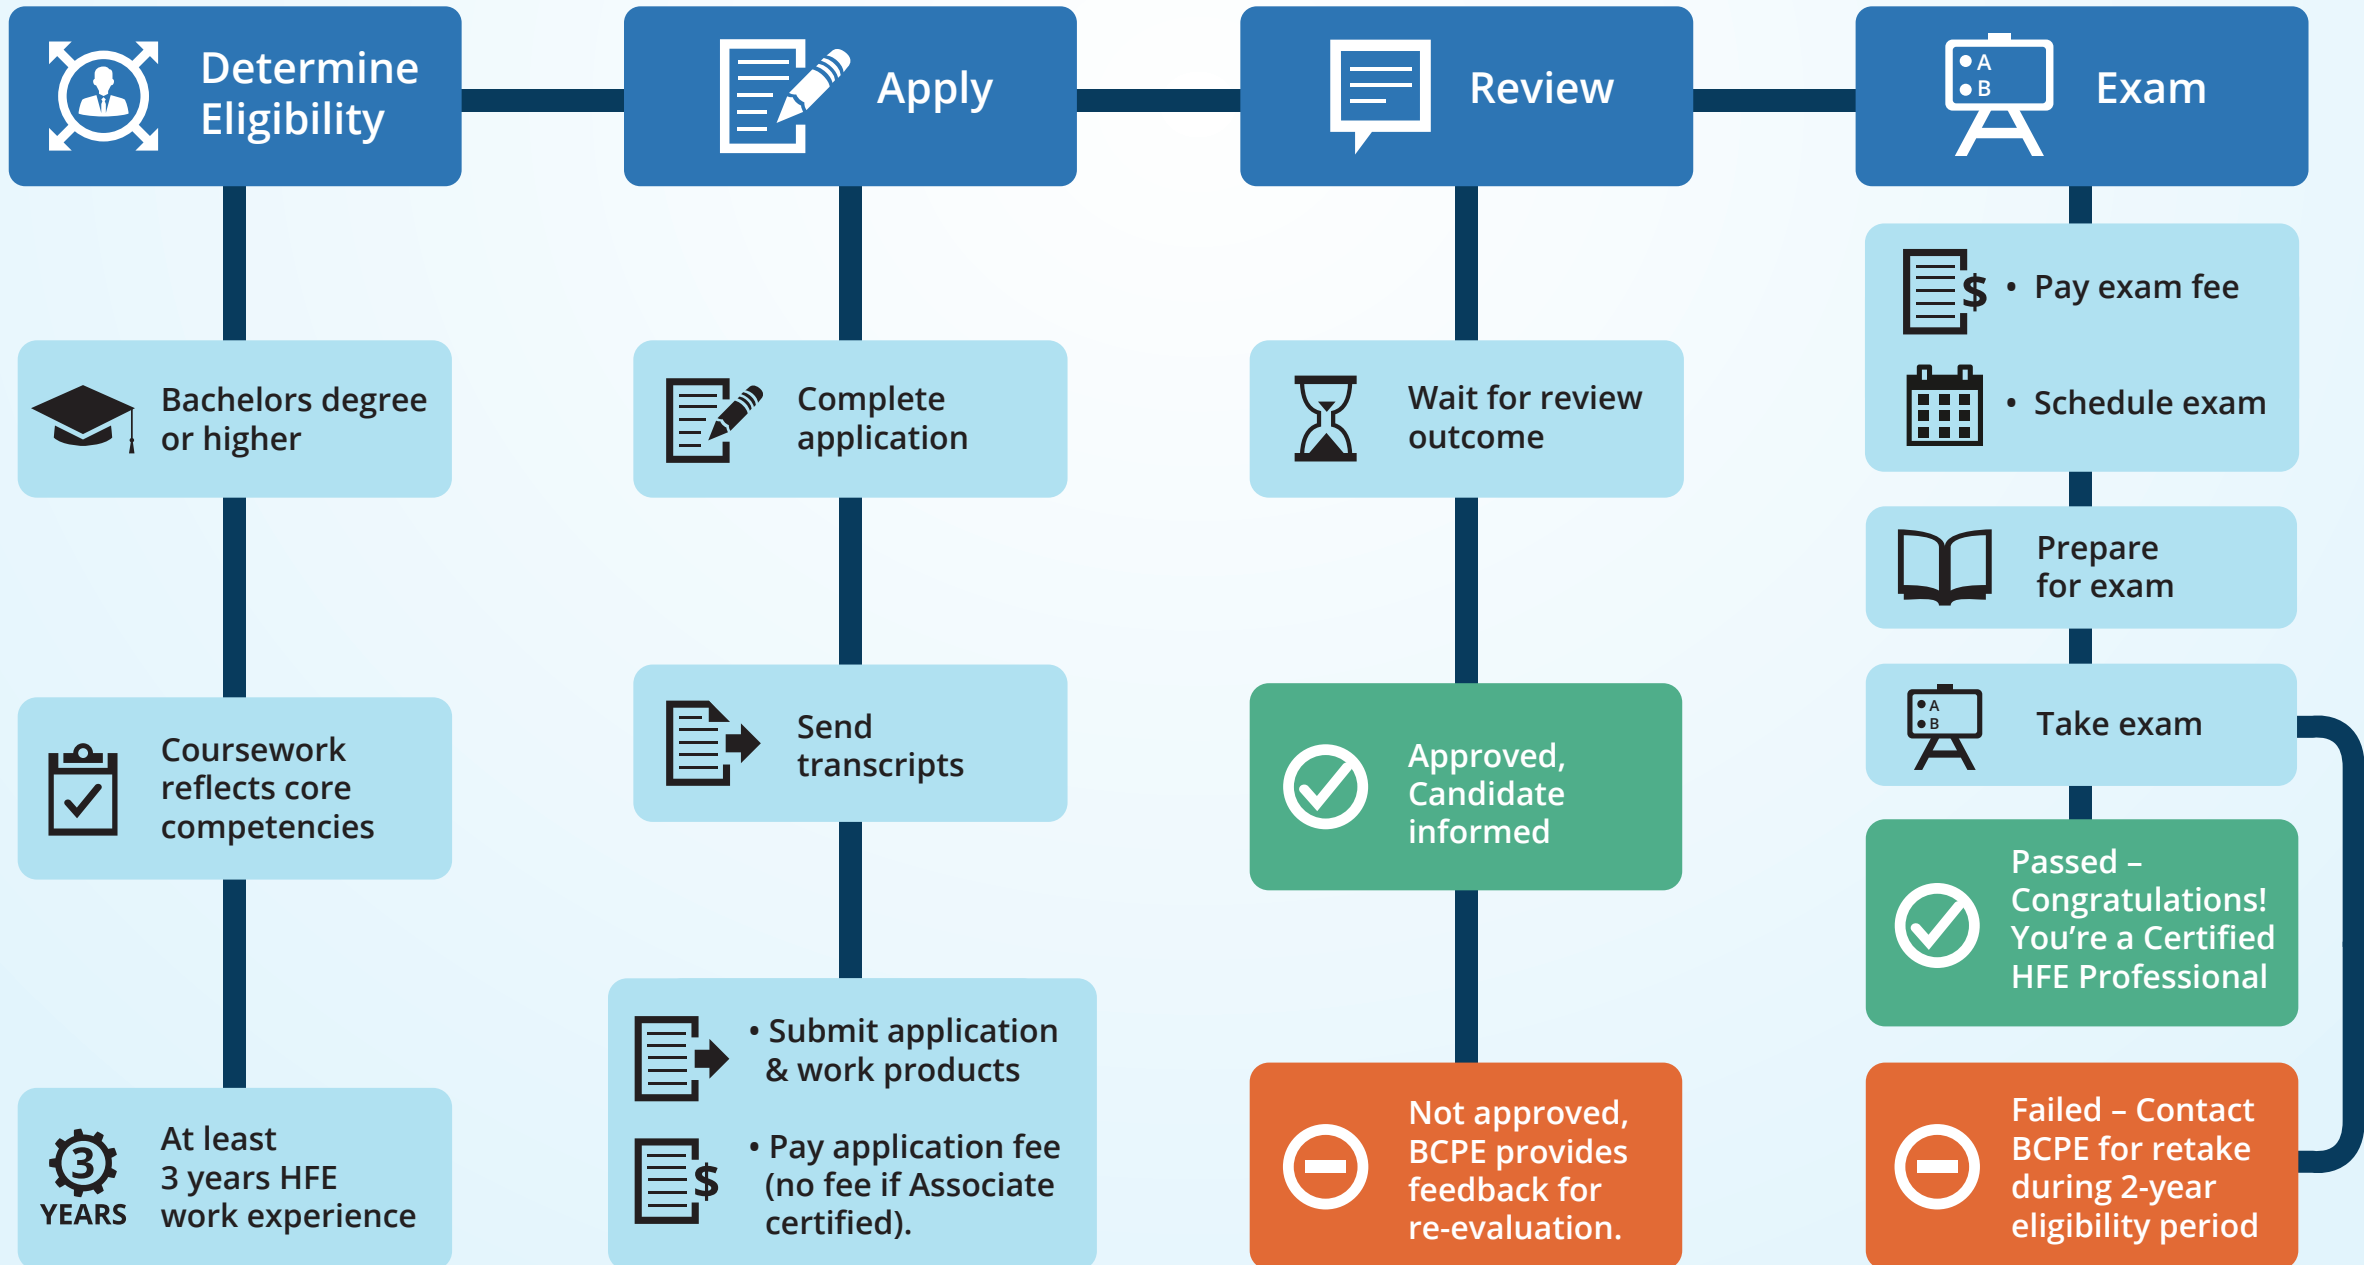 Determine
Eligibility
Bachelors degree
or higher
Coursework
reflects core
competencies
3
YEARS
At least
3 years HFE
work experience
Apply
Complete
application
Send
transcripts
• Submit application
& work products
$
• Pay application fee
(no fee if Associate
certified).
Review
Wait for review
outcome
Approved,
Candidate
informed
Not approved,
BCPE provides
feedback for
re-evaluation.
A
B
Exam
$
• Pay exam fee
• Schedule exam
Prepare
for exam
A
B
Take exam
Passed –
Congratulations!
You’re a Certified
HFE Professional
Failed – Contact
BCPE for retake
during 2-year
eligibility period